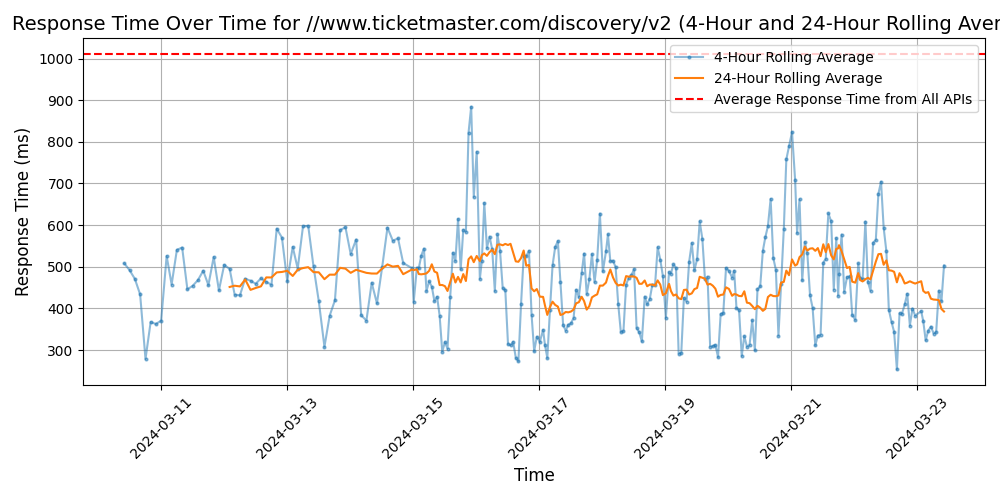 Response Time Over Time for //www.ticketmaster.com/discovery/v2 (4-Hour and 24-Hour Rolling Aver
4-Hour Rolling Average
24-Hour Rolling Average
Average Response Time from All APIs
Response Time (ms)
1000
900
800
700
600
500
400
300
2024-03-11
2024-03-13
2024-03-15
2024-03-17
2024-03-19
2024-03-21
2024-03-23
Time